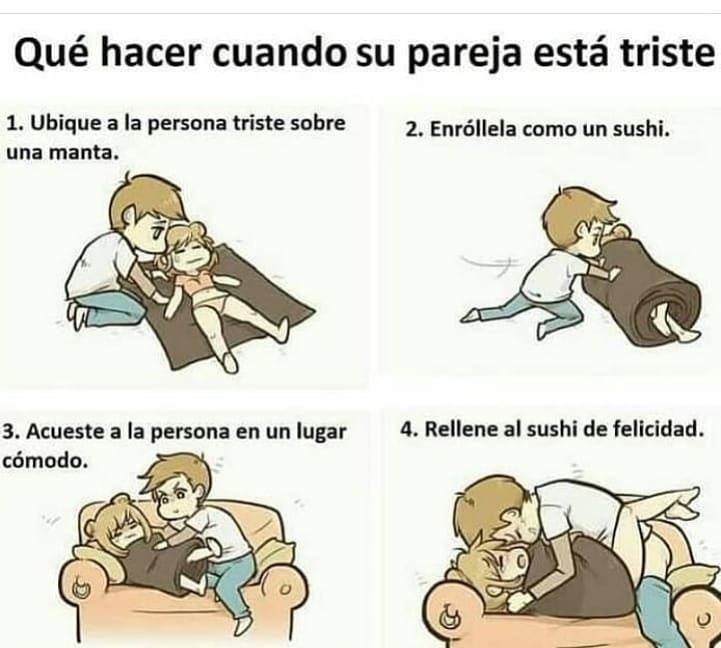 Qué hacer cuando su pareja está triste
1. Ubique a la persona triste sobre
una manta.
2. Enróllela como un sushi.
3. Acueste a la persona en un lugar
cómodo.
4. Rellene al sushi de felicidad.